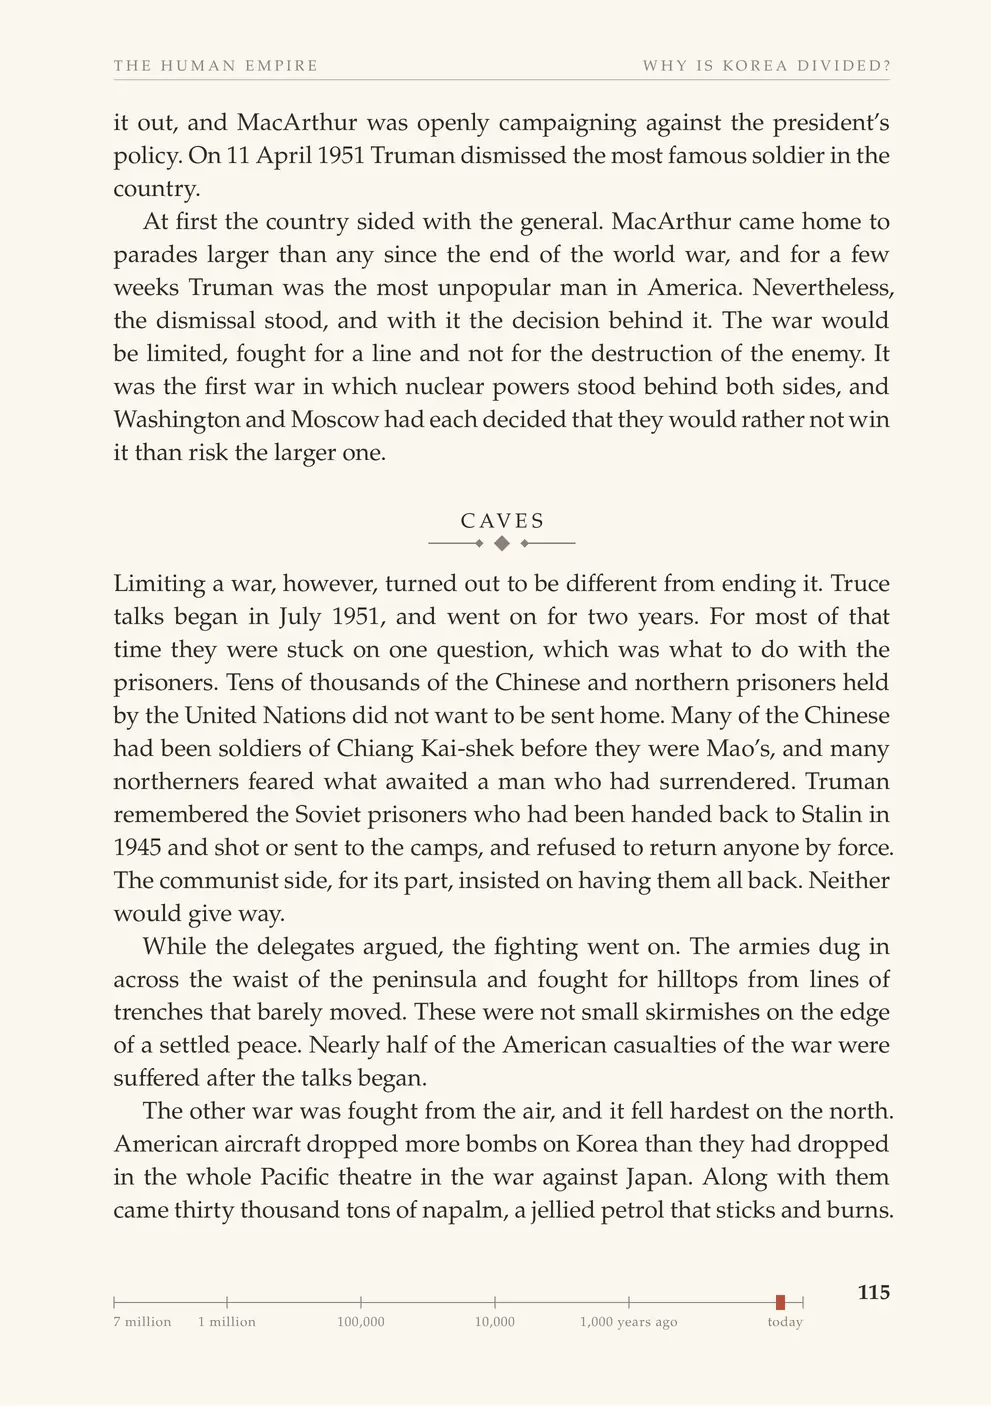 THE HUMAN EMPIRE
WHY IS KOREA DIVIDED?
it out, and MacArthur was openly campaigning against the president’s
policy. On 11 April 1951 Truman dismissed the most famous soldier in the
country.
At first the country sided with the general. MacArthur came home to
parades larger than any since the end of the world war, and for a few
weeks Truman was the most unpopular man in America. Nevertheless,
the dismissal stood, and with it the decision behind it. The war would
be limited, fought for a line and not for the destruction of the enemy. It
was the first war in which nuclear powers stood behind both sides, and
Washington and Moscow had each decided that they would rather not win
it than risk the larger one.
CAVES
Limiting a war, however, turned out to be different from ending it. Truce
talks began in July 1951, and went on for two years. For most of that
time they were stuck on one question, which was what to do with the
prisoners. Tens of thousands of the Chinese and northern prisoners held
by the United Nations did not want to be sent home. Many of the Chinese
had been soldiers of Chiang Kai-shek before they were Mao’s, and many
northerners feared what awaited a man who had surrendered. Truman
remembered the Soviet prisoners who had been handed back to Stalin in
1945 and shot or sent to the camps, and refused to return anyone by force.
The communist side, for its part, insisted on having them all back. Neither
would give way.
While the delegates argued, the fighting went on. The armies dug in
across the waist of the peninsula and fought for hilltops from lines of
trenches that barely moved. These were not small skirmishes on the edge
of a settled peace. Nearly half of the American casualties of the war were
suffered after the talks began.
The other war was fought from the air, and it fell hardest on the north.
American aircraft dropped more bombs on Korea than they had dropped
in the whole Pacific theatre in the war against Japan. Along with them
came thirty thousand tons of napalm, a jellied petrol that sticks and burns.
115
7 million 1 million 100,000 10,000 1,000 years ago today